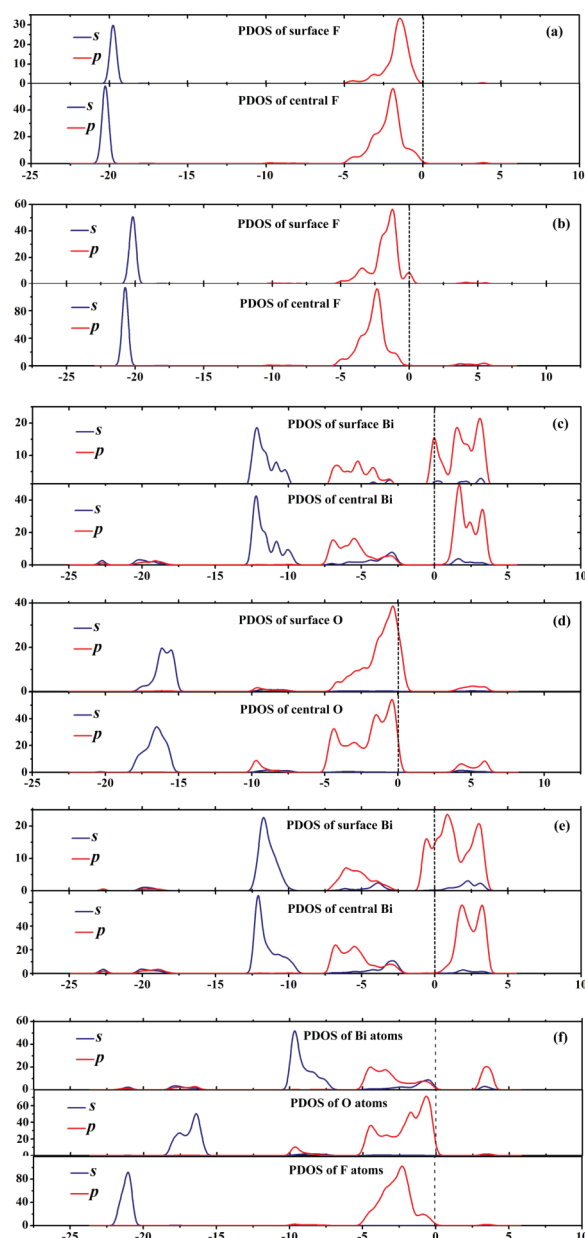 30
25
20
15
10
5
0
s
p
PDOS of surface F
(a)
40
20
0
s
p
PDOS of central F
-25 -20 -15 -10 -5 0 5 10
60
40
20
0
s
p
PDOS of surface F
(b)
80
40
0
s
p
PDOS of central F
-25 -20 -15 -10 -5 0 5 10
20
10
s
p
PDOS of surface Bi
(c)
40
20
0
s
p
PDOS of central Bi
-25 -20 -15 -10 -5 0 5 10
40
20
0
s
p
PDOS of surface O
(d)
40
20
0
s
p
PDOS of central O
-25 -20 -15 -10 -5 0 5 10
20
10
0
s
p
PDOS of surface Bi
(e)
40
20
0
s
p
PDOS of central Bi
-25 -20 -15 -10 -5 0 5 10
60
40
20
0
s
p
PDOS of Bi atoms
(f)
60
40
20
0
s
p
PDOS of O atoms
80
40
0
s
p
PDOS of F atoms
-25 -20 -15 -10 -5 0 5 10